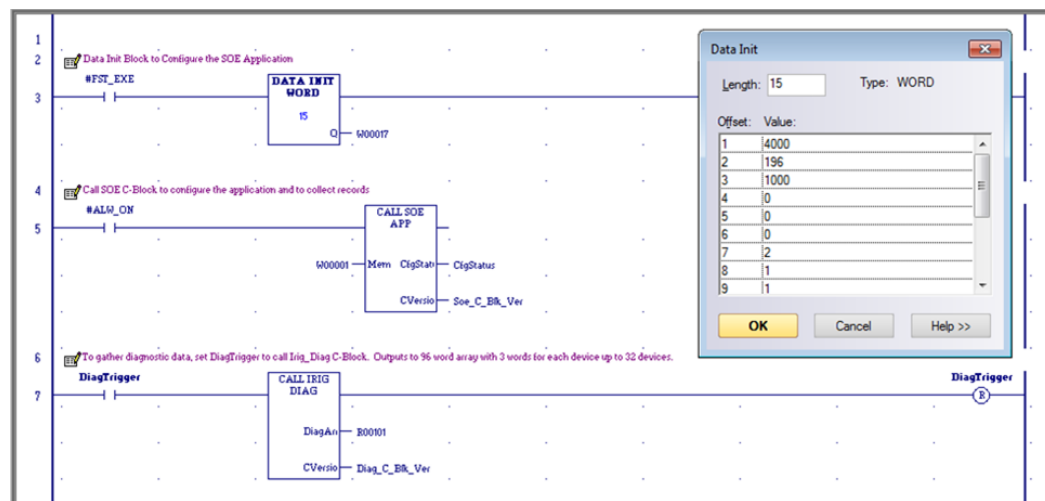 1
2 Data Init Block to Configure the SOE Application
#FST_EXE
3
DATA INIT
WORD
15
Q W00017
4 Call SOE C-Block to configure the application and to collect records
#ALW_ON
5
CALL SOE
APP
W00001 Mem CfgStat CfgStatus
CVersio Soe_C_Blk_Ver
6 To gather diagnostic data, set DiagTrigger to call Irig_Diag C-Block. Outputs to 96 word array with 3 words for each device up to 32 devices.
DiagTrigger
7
CALL IRIG
DIAG
DiagAr R00101
CVersio Diag_C_Blk_Ver
DiagTrigger
R
Data Init
Length: 15 Type: WORD
Offset: Value:
1 4000
2 196
3 1000
4 0
5 0
6 0
7 2
8 1
9 1
OK Cancel Help >>